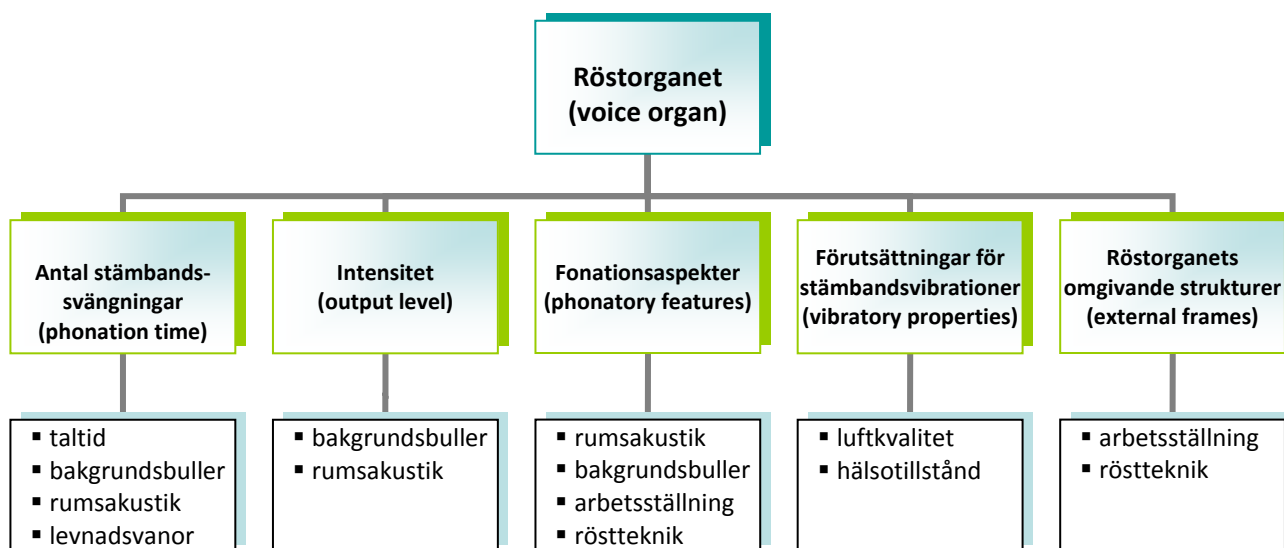 Röstorganet
(voice organ)
Antal stämbands-
svängningar
(phonation time)
Intensitet
(output level)
Fonationsaspekter
(phonatory features)
Förutsättningar för
stämbandsvibrationer
(vibratory properties)
Röstorganets
omgivande strukturer
(external frames)
▪ taltid
▪ bakgrundsbuller
▪ rumsakustik
▪ levnadsvanor
▪ bakgrundsbuller
▪ rumsakustik
▪ rumsakustik
▪ bakgrundsbuller
▪ arbetsställning
▪ röstteknik
▪ luftkvalitet
▪ hälsotillstånd
▪ arbetsställning
▪ röstteknik